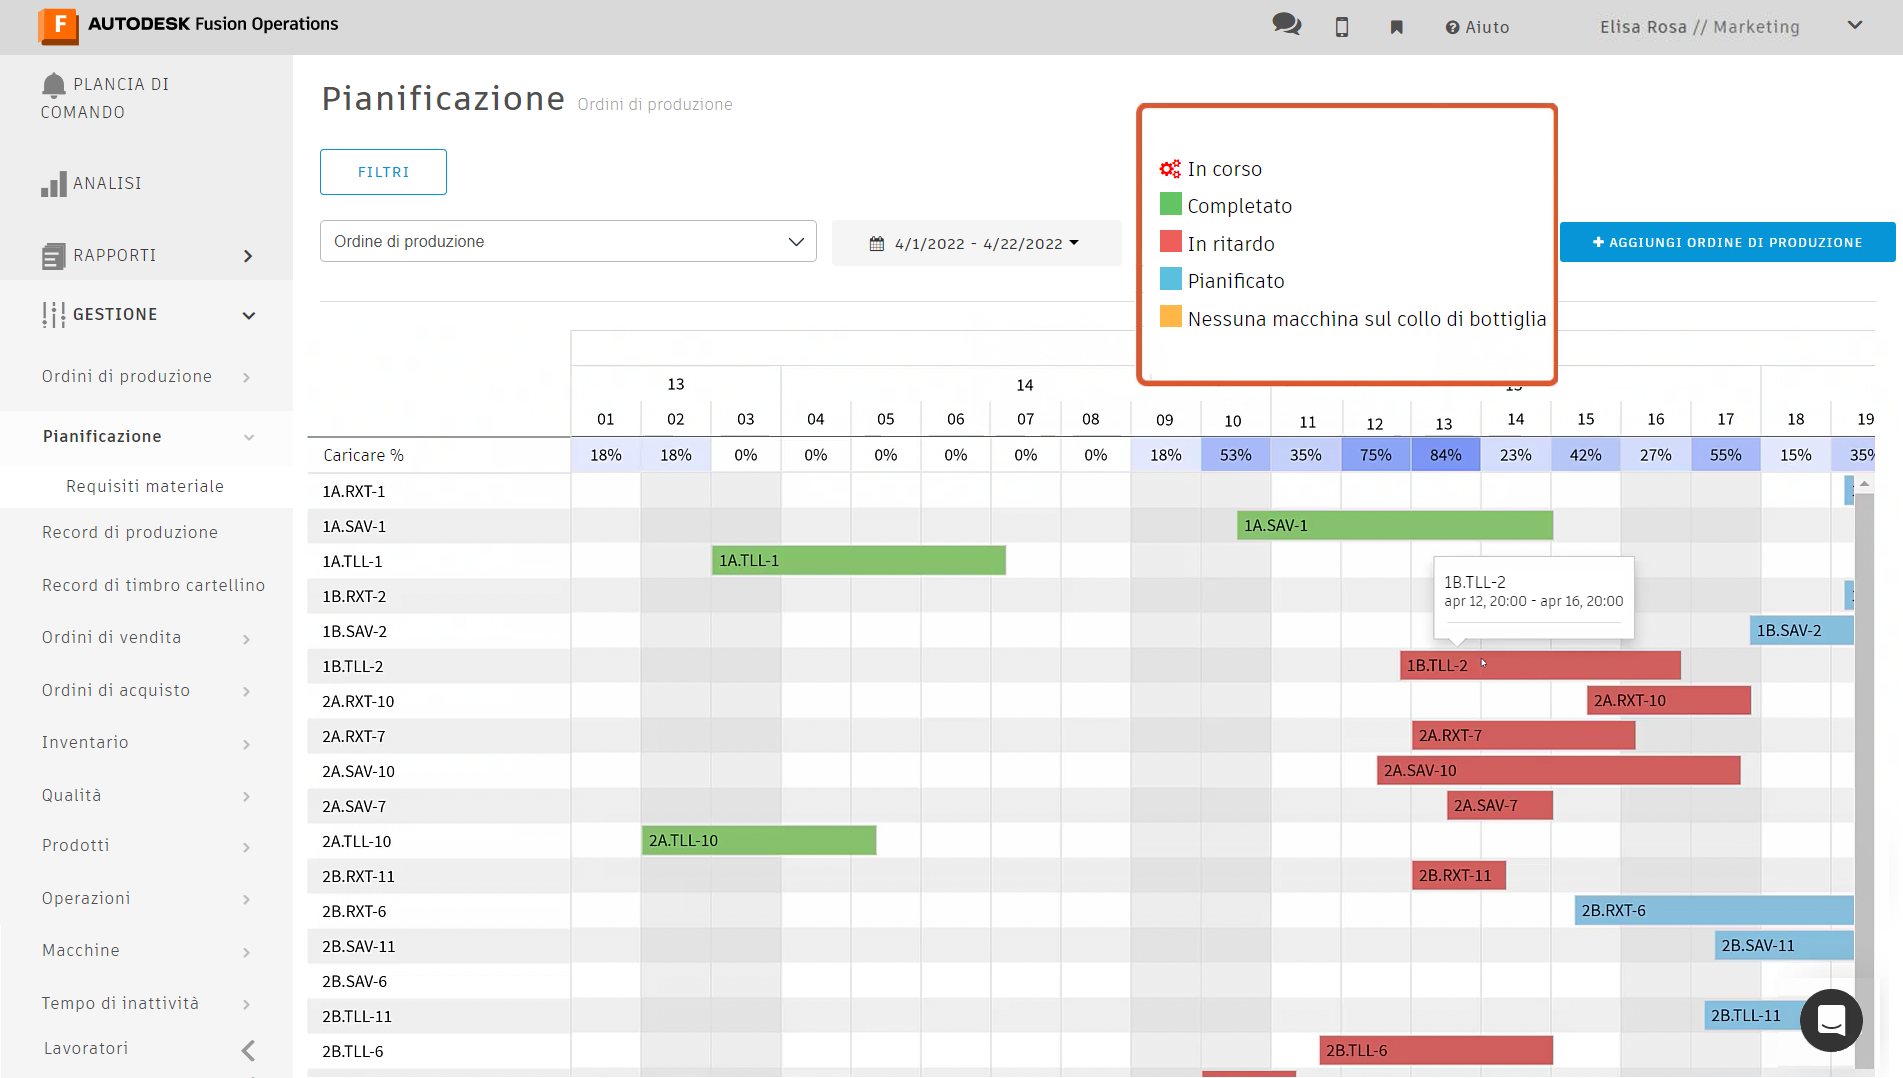 F AUTODESK Fusion Operations
Aiuto
Elisa Rosa // Marketing
PLANCIA DI
COMANDO
ANALISI
RAPPORTI
GESTIONE
Ordini di produzione
Pianificazione
Requisiti materiale
Record di produzione
Record di timbro cartellino
Ordini di vendita
Ordini di acquisto
Inventario
Qualità
Prodotti
Operazioni
Macchine
Tempo di inattività
Lavoratori
Pianificazione Ordini di produzione
FILTRI
Ordine di produzione
4/1/2022 - 4/22/2022
In corso
Completato
In ritardo
Pianificato
Nessuna macchina sul collo di bottiglia
+ AGGIUNGI ORDINE DI PRODUZIONE
13 14
01 02 03 04 05 06 07 08 09 10 11 12 13 14 15 16 17 18 19
Caricare % 18% 18% 0% 0% 0% 0% 0% 0% 18% 53% 35% 75% 84% 23% 42% 27% 55% 15% 35%
1A.RXT-1
1A.SAV-1 1A.SAV-1
1A.TLL-1 1A.TLL-1
1B.RXT-2
1B.TLL-2
apr 12, 20:00 - apr 16, 20:00
1B.SAV-2 1B.SAV-2
1B.TLL-2 1B.TLL-2
2A.RXT-10 2A.RXT-10
2A.RXT-7 2A.RXT-7
2A.SAV-10 2A.SAV-10
2A.SAV-7 2A.SAV-7
2A.TLL-10 2A.TLL-10
2B.RXT-11 2B.RXT-11
2B.RXT-6 2B.RXT-6
2B.SAV-11 2B.SAV-11
2B.SAV-6
2B.TLL-11 2B.TLL-11
2B.TLL-6 2B.TLL-6